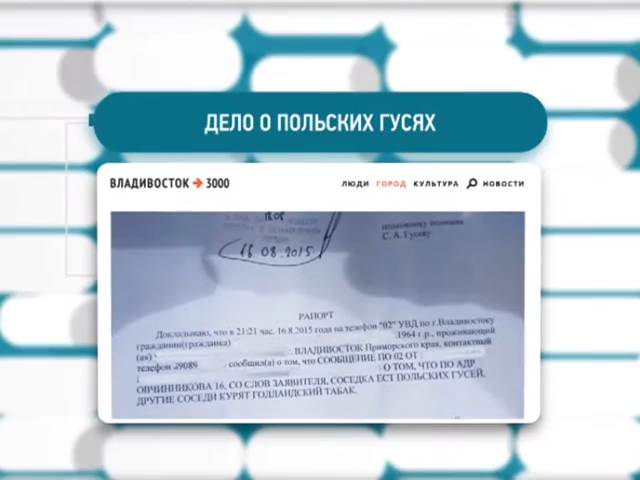 ДЕЛО О ПОЛЬСКИХ ГУСЯХ
ВЛАДИВОСТОК → 3000
ЛЮДИ ГОРОД КУЛЬТУРА НОВОСТИ
16.08.2015
полковнику полиции
С. А. Гусеву
РАПОРТ
Докладываю, что в 21:21 час. 16.8.2015 года на телефон "02" УВД по г.Владивостоку
гражданин(гражданка) .1964 г.р., проживающий
(ая) ВЛАДИВОСТОК Приморского края, контактный
телефон 89089 сообщил(а) о том, что СООБЩЕНИЕ ПО 02 ОТ :
: О ТОМ, ЧТО ПО АДР
ОВЧИННИКОВА 16, СО СЛОВ ЗАЯВИТЕЛЯ, СОСЕДКА ЕСТ ПОЛЬСКИХ ГУСЕЙ,
ДРУГИЕ СОСЕДИ КУРЯТ ГОЛЛАНДСКИЙ ТАБАК.